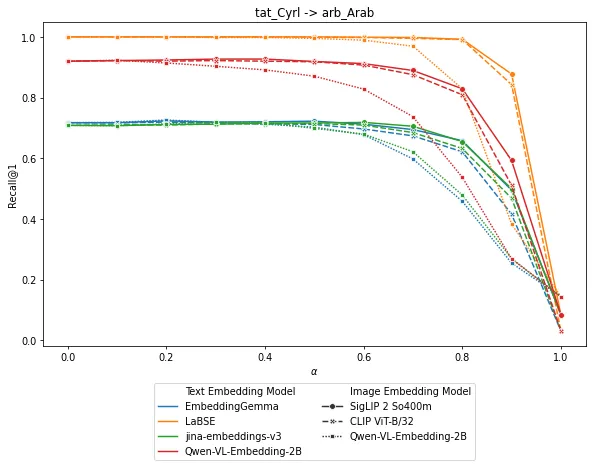 tat_Cyrl -> arb_Arab
1.0
0.8
0.6
0.4
0.2
0.0
Recall@1
0.0 0.2 0.4 0.6 0.8 1.0
α
Text Embedding Model
EmbeddingGemma
LaBSE
jina-embeddings-v3
Qwen-VL-Embedding-2B
Image Embedding Model
SigLIP 2 So400m
CLIP ViT-B/32
Qwen-VL-Embedding-2B